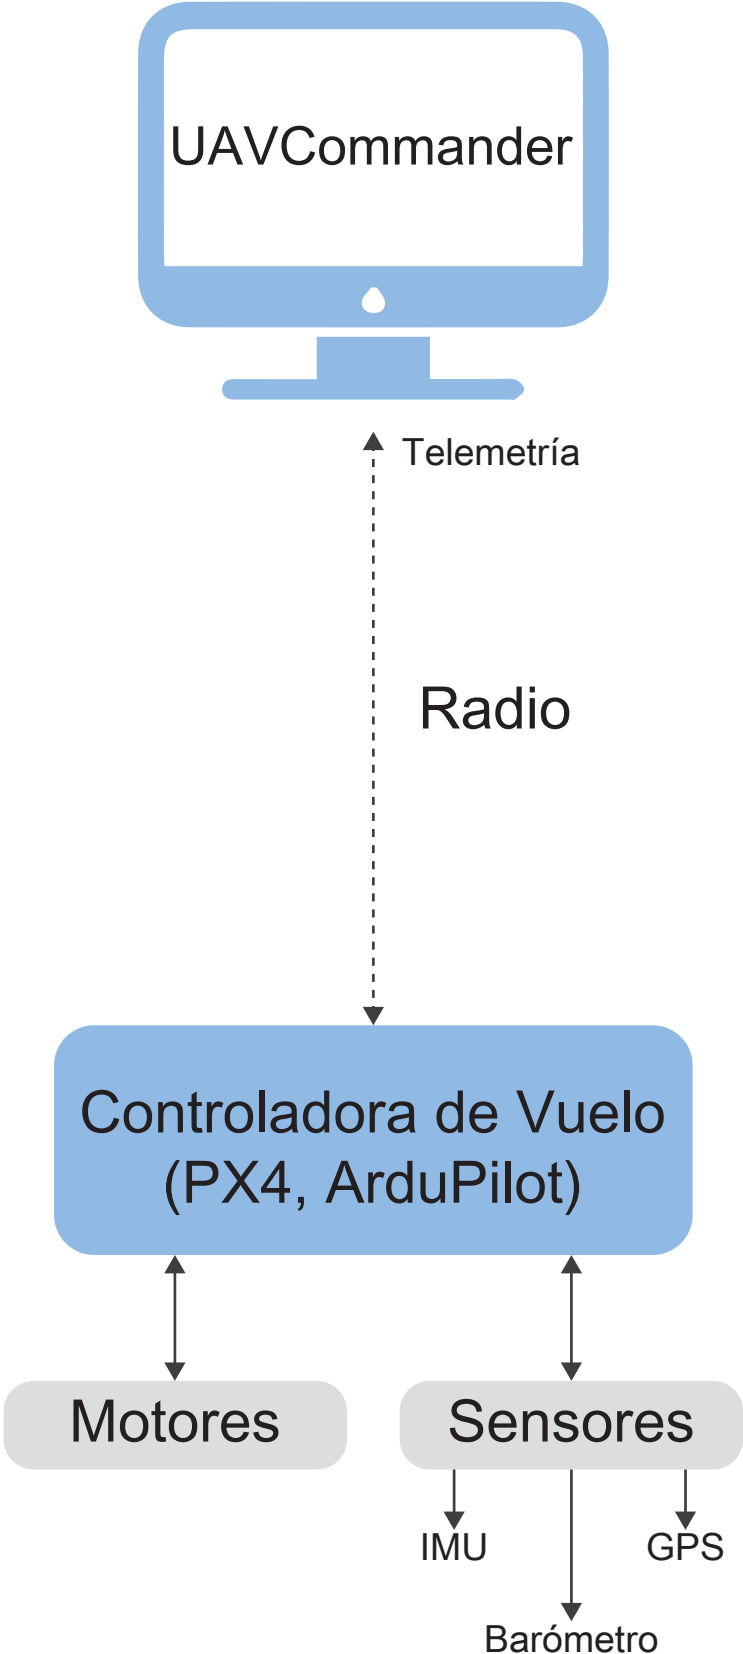 UAVCommander
Telemetría
Radio
Controladora de Vuelo
(PX4, ArduPilot)
Motores
Sensores
IMU
GPS
Barómetro